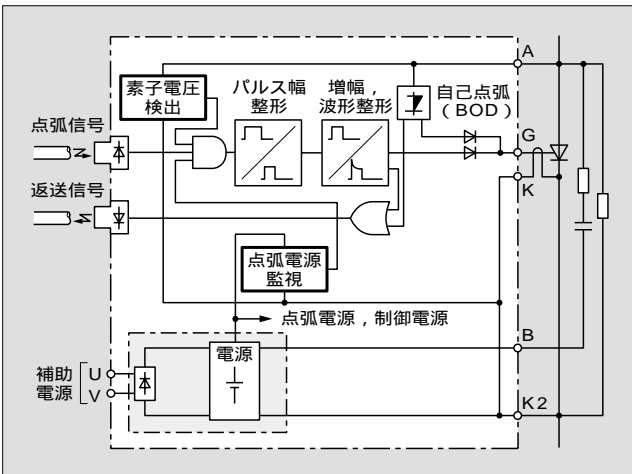 A
素子電圧
検出
パルス幅
整形
増幅，
波形整形
自己点弧
（BOD）
点弧信号
G
返送信号
K
点弧電源
監視
点弧電源，制御電源
B
電源
補助
電源
U
V
K2